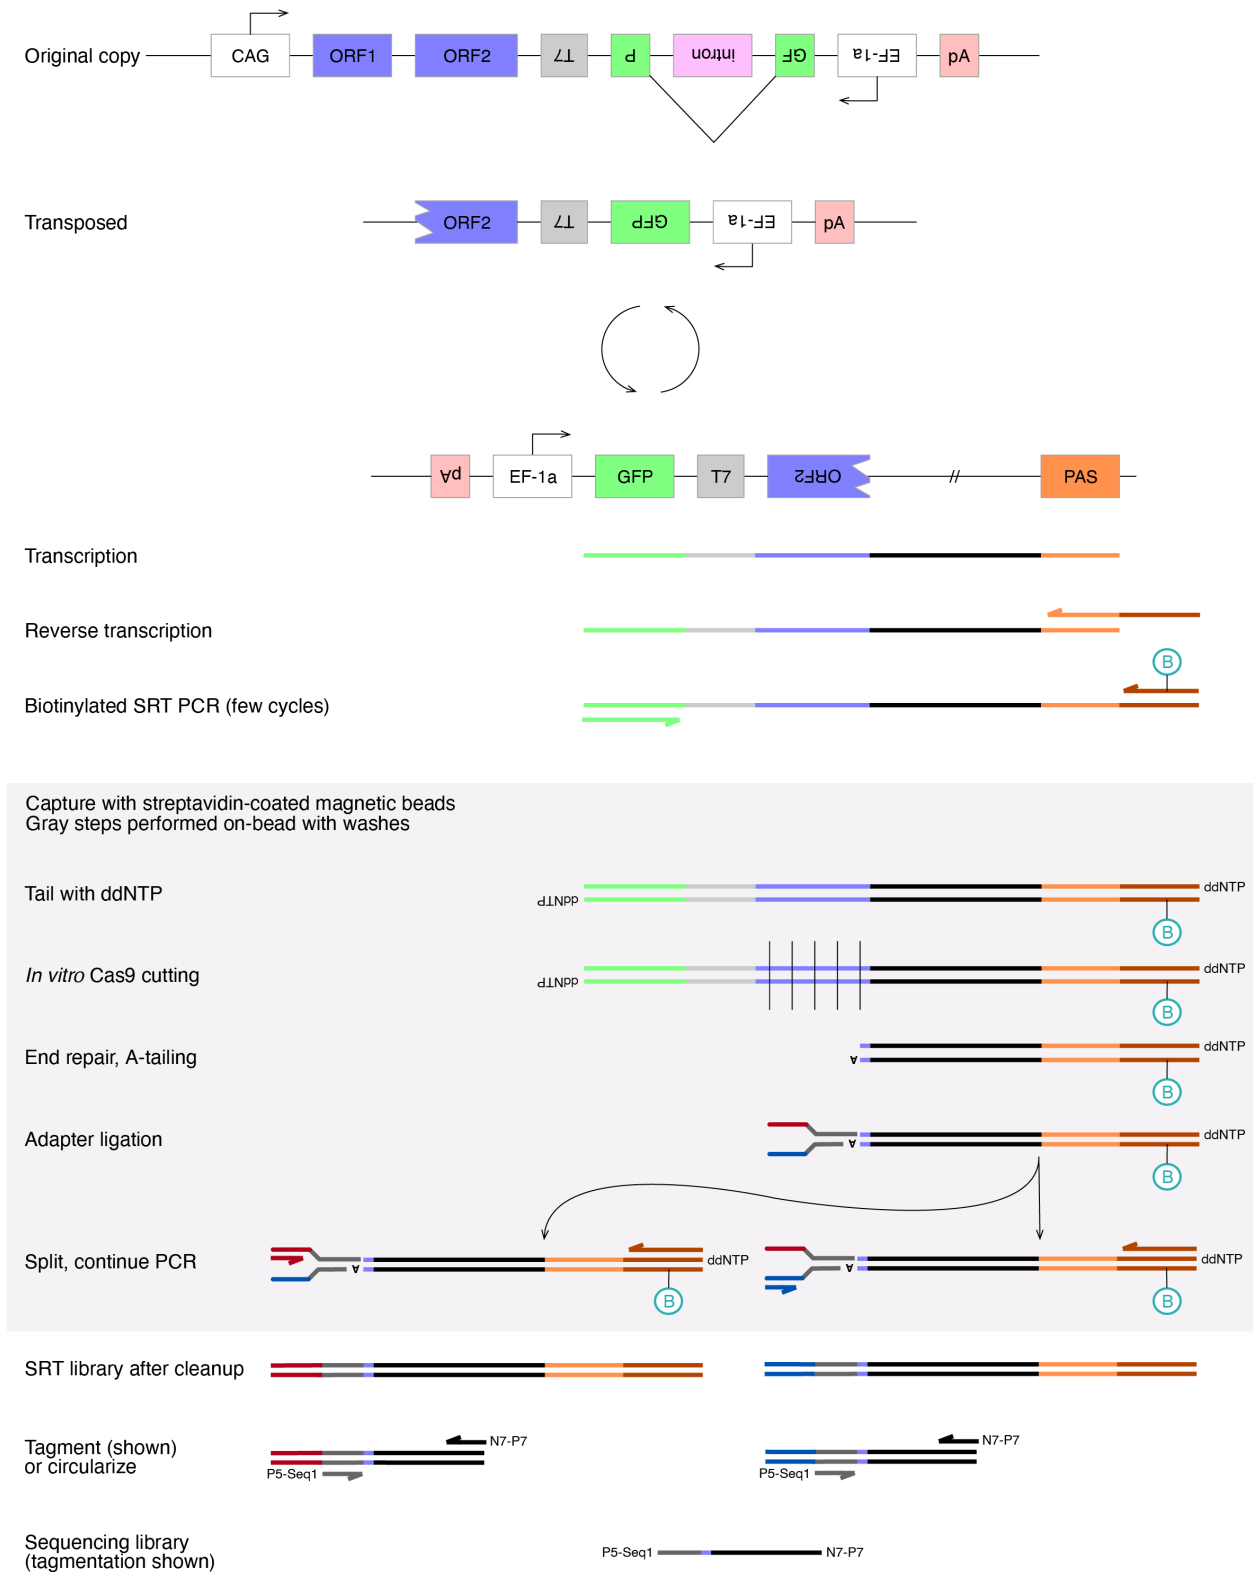 Original copy CAG ORF1 ORF2 T7 P intron GF EF-1a pA
Transposed ORF2 T7 GFP EF-1a pA
pA EF-1a GFP T7 ORF2 // PAS
Transcription
Reverse transcription
B
Biotinylated SRT PCR (few cycles)
Capture with streptavidin-coated magnetic beads
Gray steps performed on-bead with washes
Tail with ddNTP ddNTP ddNTP
B
In vitro Cas9 cutting ddNTP ddNTP
B
End repair, A-tailing A ddNTP
B
Adapter ligation A ddNTP
B
Split, continue PCR A ddNTP A ddNTP
B B
SRT library after cleanup
Tagment (shown) N7-P7 N7-P7
or circularize P5-Seq1 P5-Seq1
Sequencing library P5-Seq1 N7-P7
(tagmentation shown)